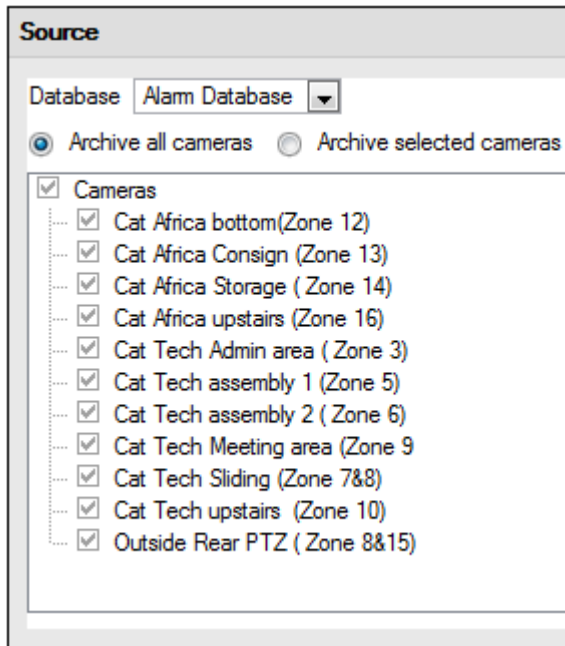 Source
Database Alarm Database
Archive all cameras Archive selected cameras
Cameras
Cat Africa bottom(Zone 12)
Cat Africa Consign (Zone 13)
Cat Africa Storage ( Zone 14)
Cat Africa upstairs (Zone 16)
Cat Tech Admin area ( Zone 3)
Cat Tech assembly 1 (Zone 5)
Cat Tech assembly 2 ( Zone 6)
Cat Tech Meeting area (Zone 9
Cat Tech Sliding (Zone 7&8)
Cat Tech upstairs  (Zone 10)
Outside Rear PTZ ( Zone 8&15)